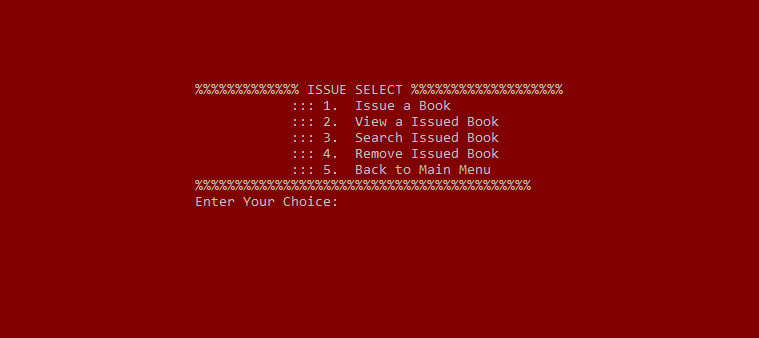 %%%%%%%%%%%%% ISSUE SELECT %%%%%%%%%%%%%%%%%%%
::: 1.  Issue a Book
::: 2.  View a Issued Book
::: 3.  Search Issued Book
::: 4.  Remove Issued Book
::: 5.  Back to Main Menu
%%%%%%%%%%%%%%%%%%%%%%%%%%%%%%%%%%%%%%%%%%
Enter Your Choice: